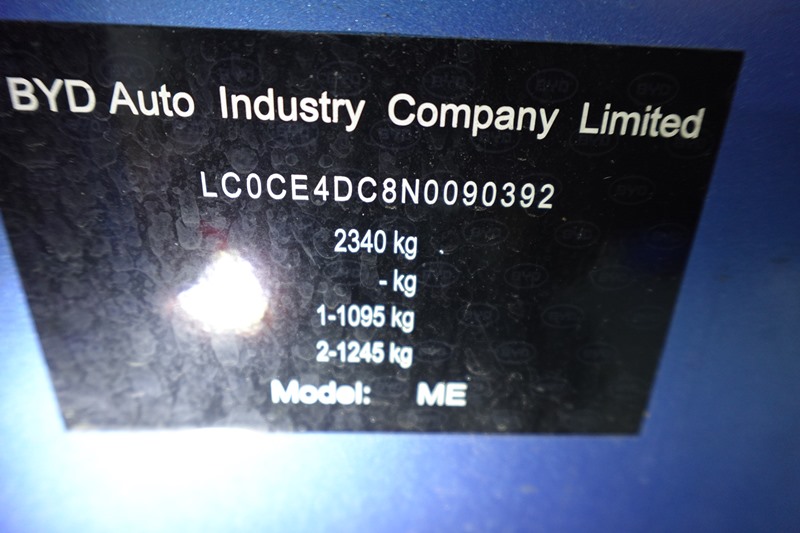 BYD Auto Industry Company Limited
LC0CE4DC8N0090392
2340 kg
- kg
1-1095 kg
2-1245 kg
Model: ME